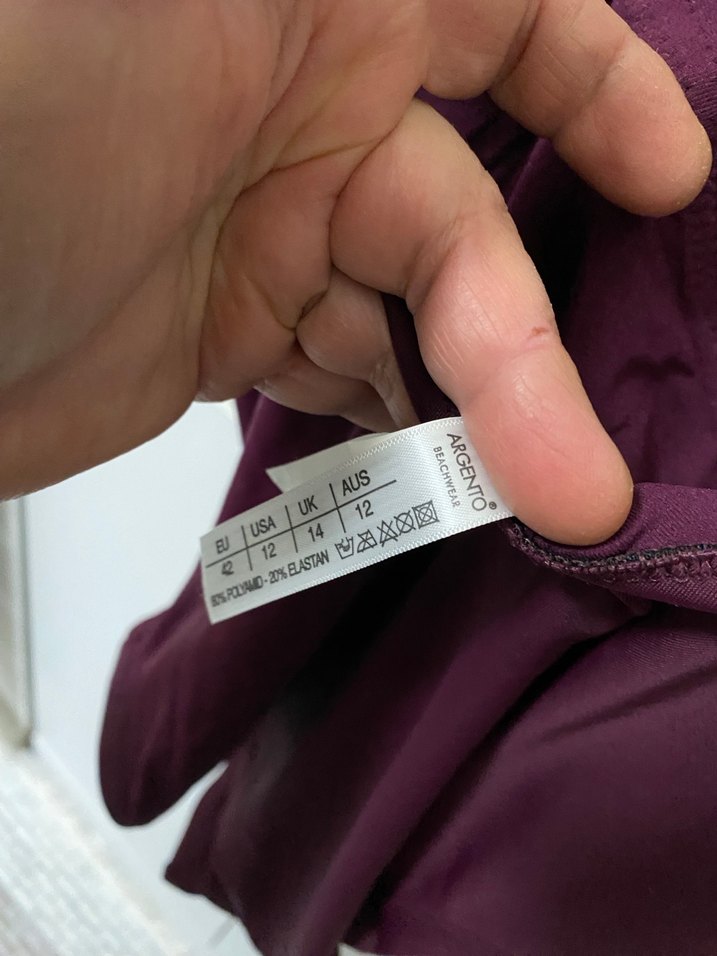 ARGENTO®
BEACHWEAR
EU | USA | UK | AUS
42 | 12 | 14 | 12
80% POLYAMID - 20% ELASTAN